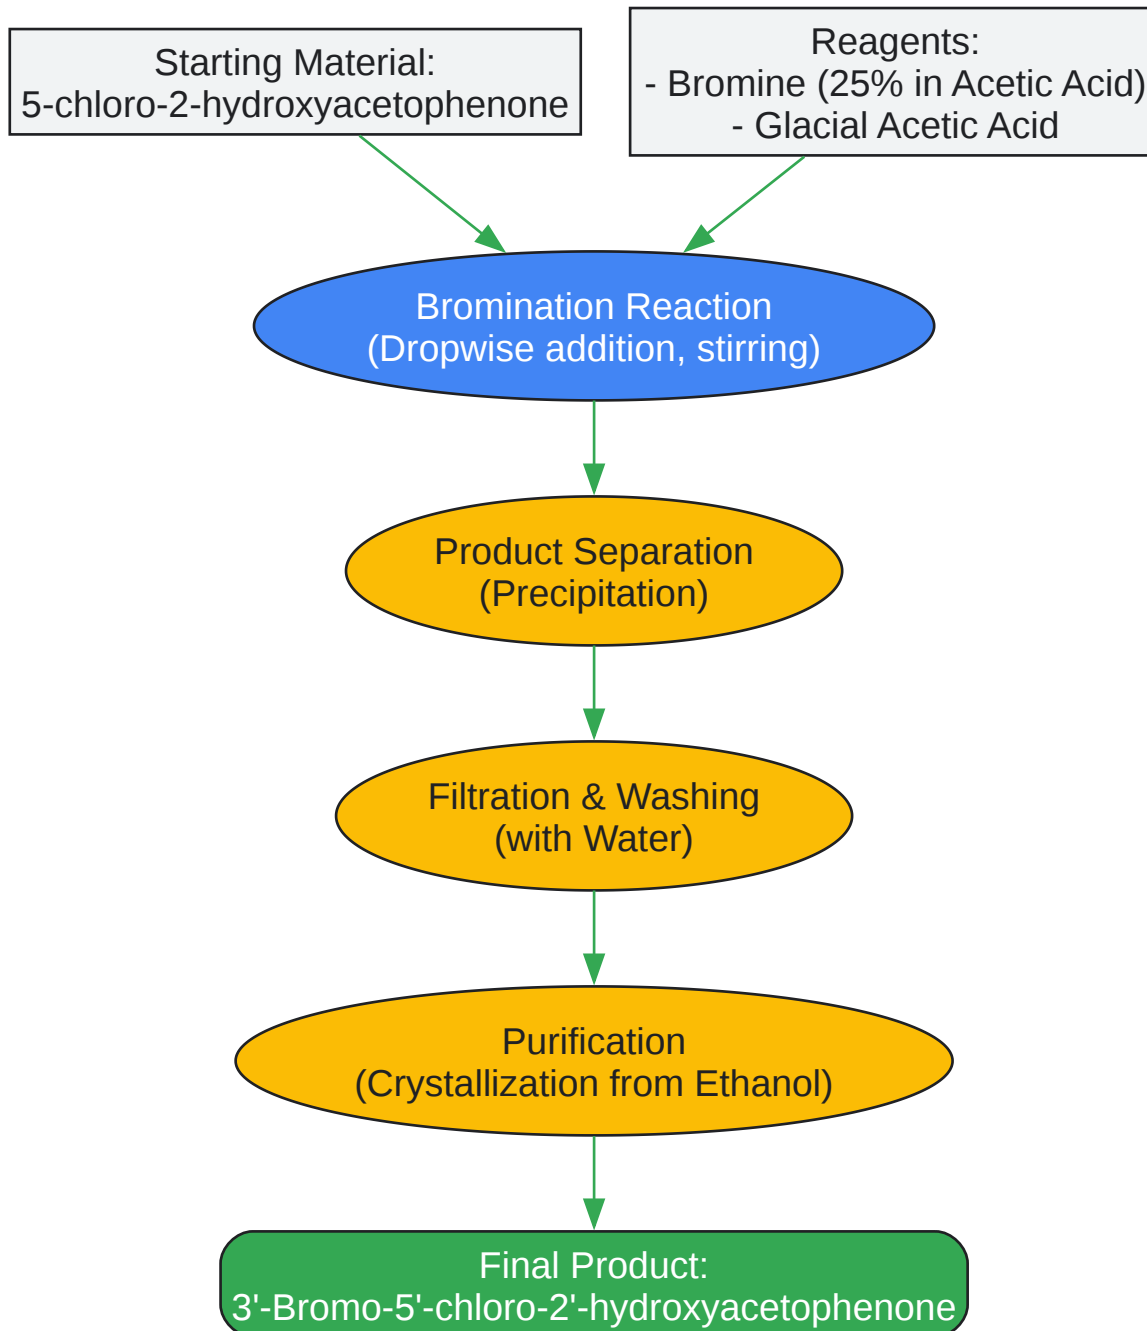 Starting Material:
5-chloro-2-hydroxyacetophenone
Reagents:
- Bromine (25% in Acetic Acid)
- Glacial Acetic Acid
Bromination Reaction
(Dropwise addition, stirring)
Product Separation
(Precipitation)
Filtration & Washing
(with Water)
Purification
(Crystallization from Ethanol)
Final Product:
3'-Bromo-5'-chloro-2'-hydroxyacetophenone